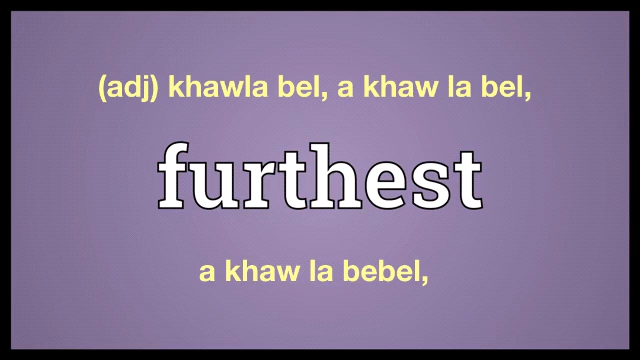 (adj) khawla bel, a khaw la bel,
furthest
a khaw la bebel,